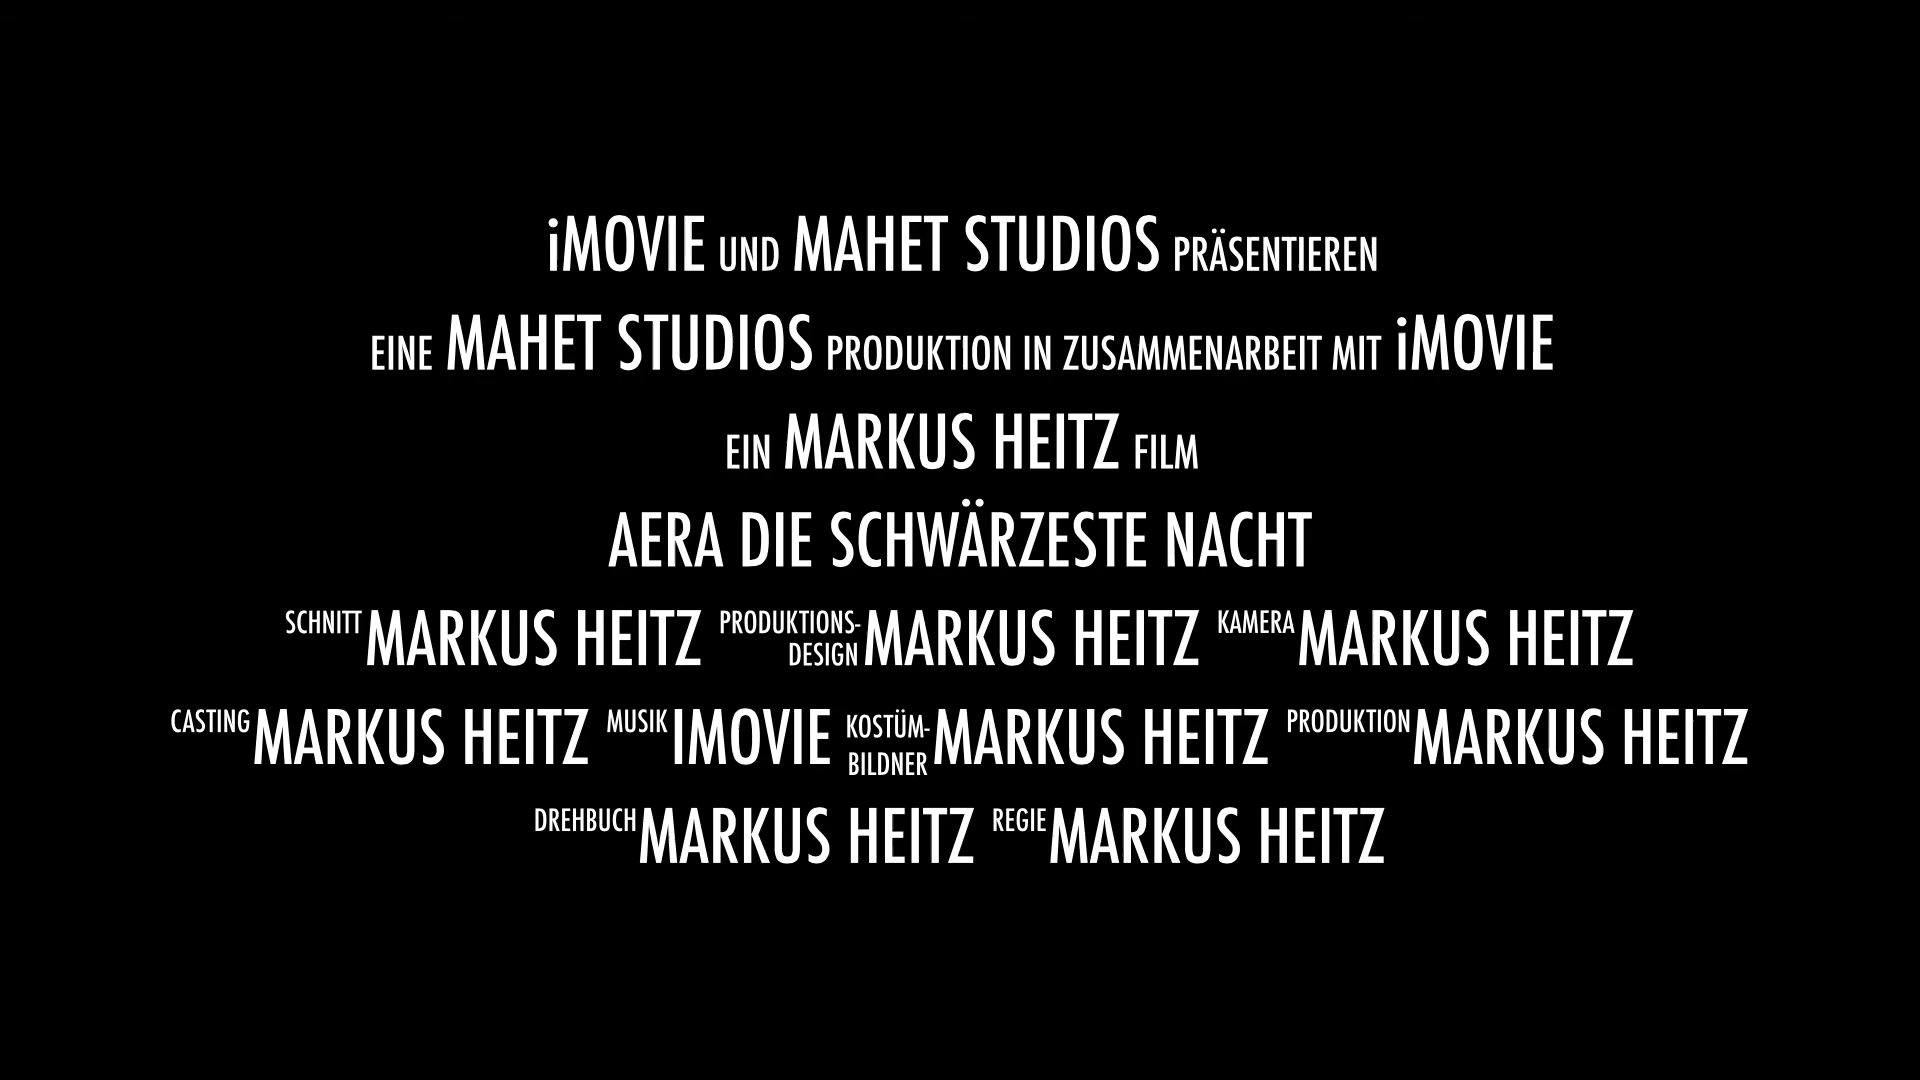 iMOVIE UND MAHET STUDIOS PRÄSENTIEREN
EINE MAHET STUDIOS PRODUKTION IN ZUSAMMENARBEIT MIT iMOVIE
EIN MARKUS HEITZ FILM
AERA DIE SCHWÄRZESTE NACHT
SCHNITT MARKUS HEITZ PRODUKTIONS-DESIGN MARKUS HEITZ KAMERA MARKUS HEITZ
CASTING MARKUS HEITZ MUSIK IMOVIE KOSTÜM-BILDNER MARKUS HEITZ PRODUKTION MARKUS HEITZ
DREHBUCH MARKUS HEITZ REGIE MARKUS HEITZ